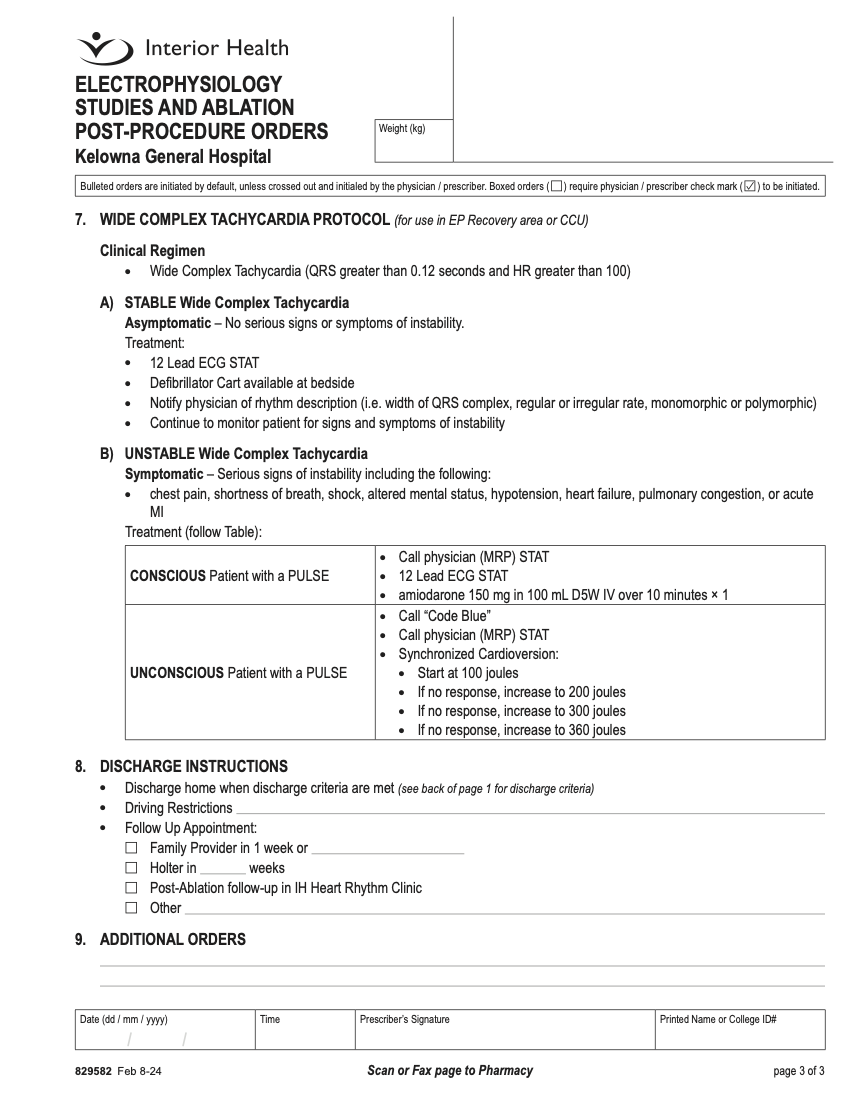 Interior Health
ELECTROPHYSIOLOGY
STUDIES AND ABLATION
POST-PROCEDURE ORDERS
Kelowna General Hospital
Weight (kg)
Bulleted orders are initiated by default, unless crossed out and initialed by the physician / prescriber. Boxed orders (☐) require physician / prescriber check mark (☑) to be initiated.
7. WIDE COMPLEX TACHYCARDIA PROTOCOL (for use in EP Recovery area or CCU)
Clinical Regimen
• Wide Complex Tachycardia (QRS greater than 0.12 seconds and HR greater than 100)
A) STABLE Wide Complex Tachycardia
Asymptomatic – No serious signs or symptoms of instability.
Treatment:
• 12 Lead ECG STAT
• Defibrillator Cart available at bedside
• Notify physician of rhythm description (i.e. width of QRS complex, regular or irregular rate, monomorphic or polymorphic)
• Continue to monitor patient for signs and symptoms of instability
B) UNSTABLE Wide Complex Tachycardia
Symptomatic – Serious signs of instability including the following:
• chest pain, shortness of breath, shock, altered mental status, hypotension, heart failure, pulmonary congestion, or acute
MI
Treatment (follow Table):
CONSCIOUS Patient with a PULSE
• Call physician (MRP) STAT
• 12 Lead ECG STAT
• amiodarone 150 mg in 100 mL D5W IV over 10 minutes × 1
UNCONSCIOUS Patient with a PULSE
• Call “Code Blue”
• Call physician (MRP) STAT
• Synchronized Cardioversion:
• Start at 100 joules
• If no response, increase to 200 joules
• If no response, increase to 300 joules
• If no response, increase to 360 joules
8. DISCHARGE INSTRUCTIONS
• Discharge home when discharge criteria are met (see back of page 1 for discharge criteria)
• Driving Restrictions
• Follow Up Appointment:
☐ Family Provider in 1 week or
☐ Holter in ______ weeks
☐ Post-Ablation follow-up in IH Heart Rhythm Clinic
☐ Other
9. ADDITIONAL ORDERS
Date (dd / mm / yyyy)
/ /
Time
Prescriber’s Signature
Printed Name or College ID#
829582 Feb 8-24
Scan or Fax page to Pharmacy
page 3 of 3